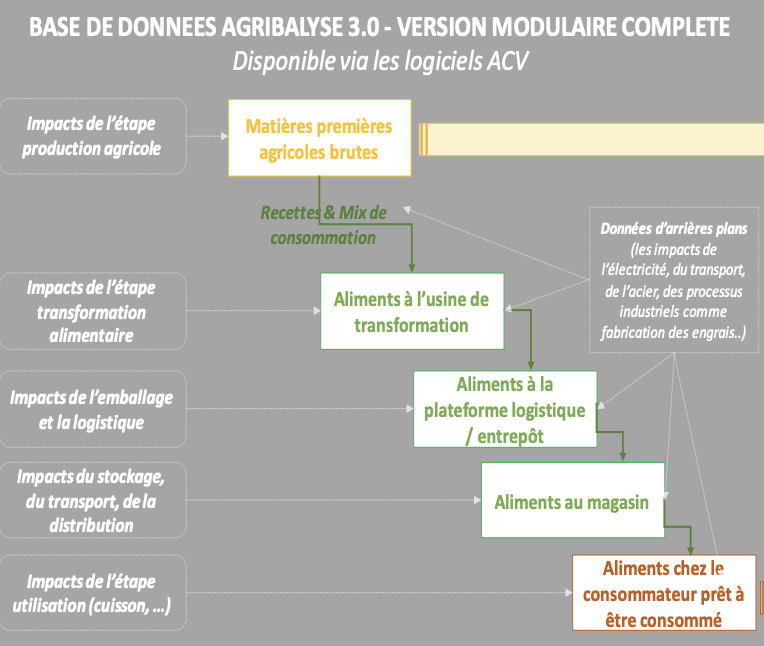 BASE DE DONNEES AGRIBALYSE 3.0 - VERSION MODULAIRE COMPLETE
Disponible via les logiciels ACV
Impacts de l'étape
production agricole
Matières premières
agricoles brutes
Recettes & Mix de
consommation
Données d'arrières plans
(les impacts de
l'électricité, du transport,
de l'acier, des processus
industriels comme
fabrication des engrais..)
Impacts de l'étape
transformation
alimentaire
Aliments à l'usine de
transformation
Impacts de l'emballage
et la logistique
Aliments à la
plateforme logistique
/ entrepôt
Impacts du stockage,
du transport, de la
distribution
Aliments au magasin
Impacts de l'étape
utilisation (cuisson, ...)
Aliments chez le
consommateur prêt à
être consommé